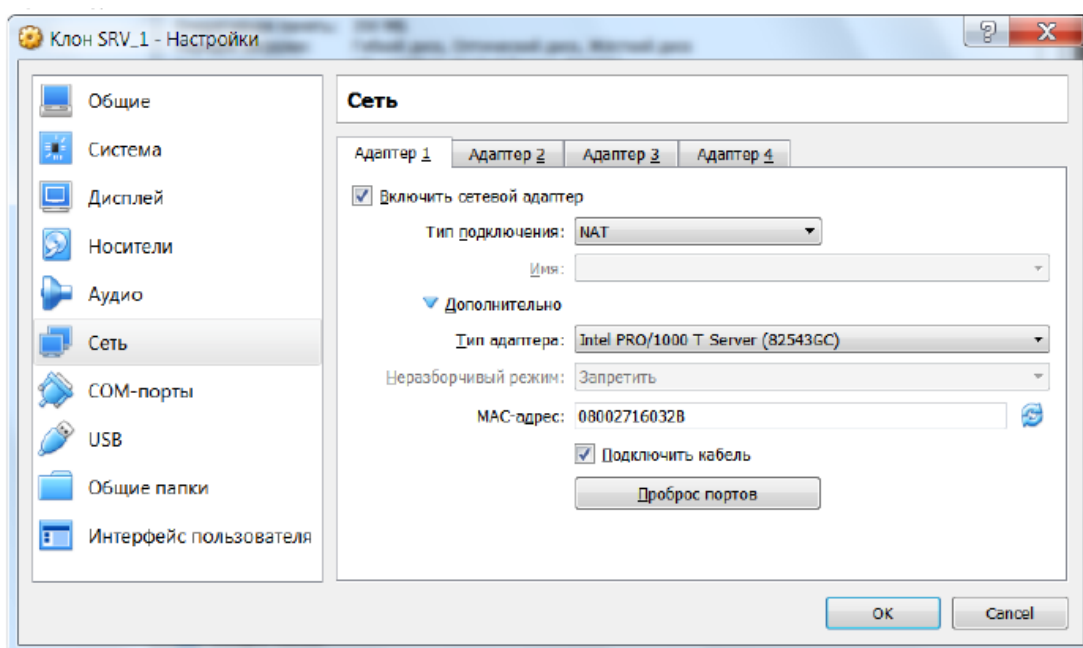 Клон SRV_1 - Настройки
Общие
Система
Дисплей
Носители
Аудио
Сеть
COM-порты
USB
Общие папки
Интерфейс пользователя
Сеть
Адаптер 1 Адаптер 2 Адаптер 3 Адаптер 4
Включить сетевой адаптер
Тип подключения: NAT
Имя:
Дополнительно
Тип адаптера: Intel PRO/1000 T Server (82543GC)
Неразборчивый режим: Запретить
MAC-адрес: 08002716032B
Подключить кабель
Проброс портов
OK Cancel